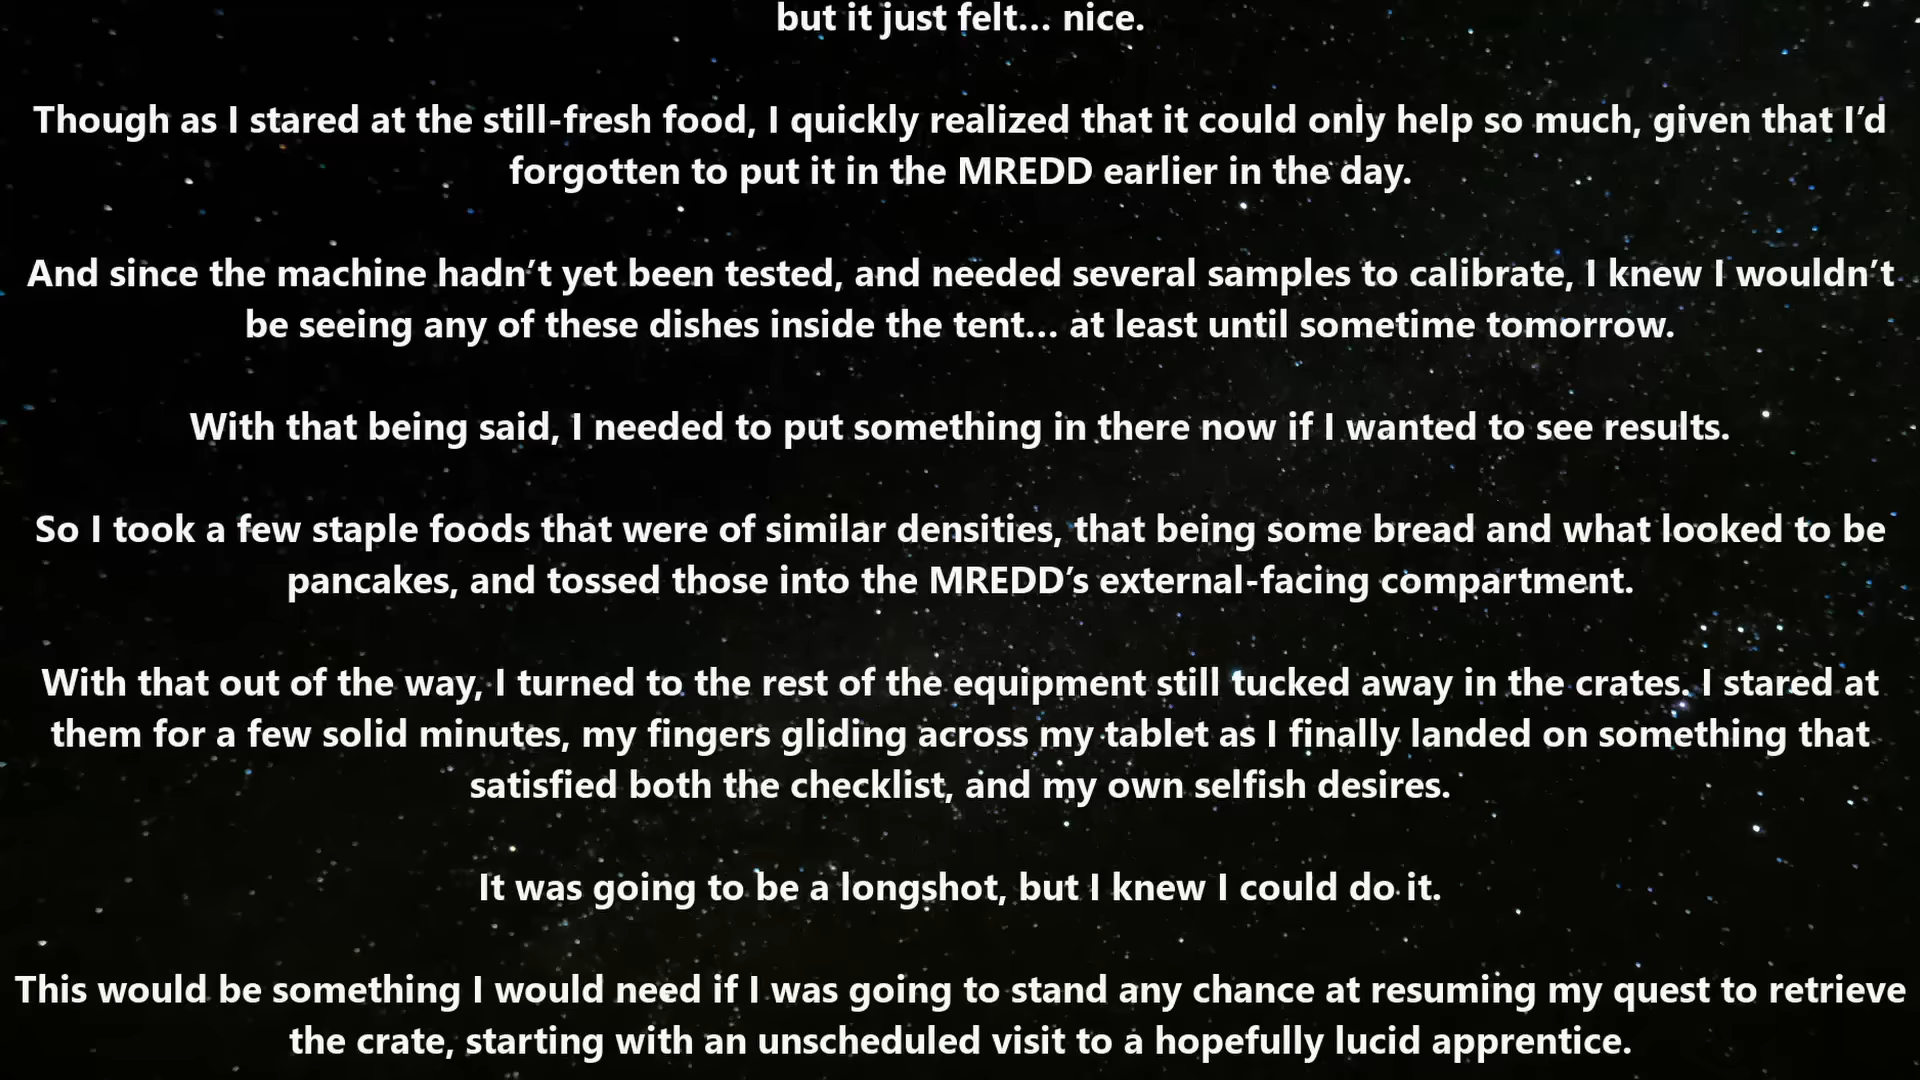 but it just felt… nice.
Though as I stared at the still-fresh food, I quickly realized that it could only help so much, given that I’d
forgotten to put it in the MREDD earlier in the day.
And since the machine hadn’t yet been tested, and needed several samples to calibrate, I knew I wouldn’t
be seeing any of these dishes inside the tent… at least until sometime tomorrow.
With that being said, I needed to put something in there now if I wanted to see results.
So I took a few staple foods that were of similar densities, that being some bread and what looked to be
pancakes, and tossed those into the MREDD’s external-facing compartment.
With that out of the way, I turned to the rest of the equipment still tucked away in the crates. I stared at
them for a few solid minutes, my fingers gliding across my tablet as I finally landed on something that
satisfied both the checklist, and my own selfish desires.
It was going to be a longshot, but I knew I could do it.
This would be something I would need if I was going to stand any chance at resuming my quest to retrieve
the crate, starting with an unscheduled visit to a hopefully lucid apprentice.